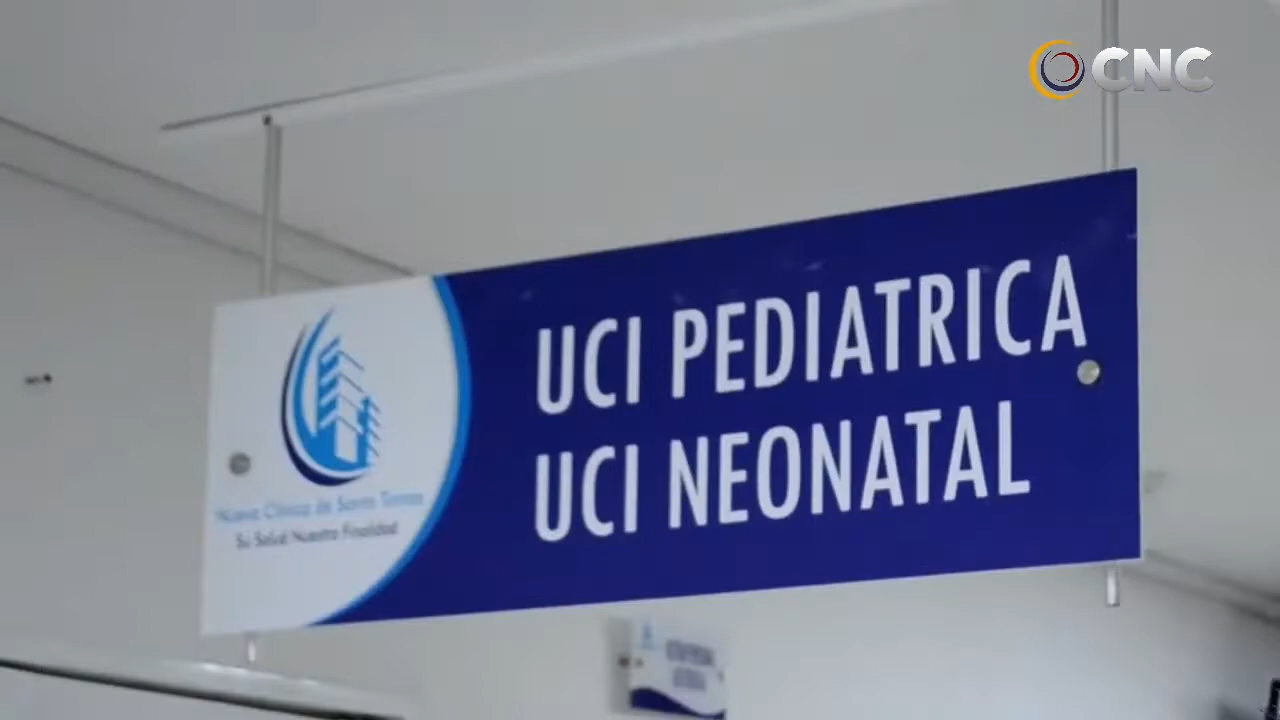 CNC
UCI PEDIATRICA
UCI NEONATAL
Nueva Clínica de Santo Tomas
Su Salud Nuestra Finalidad